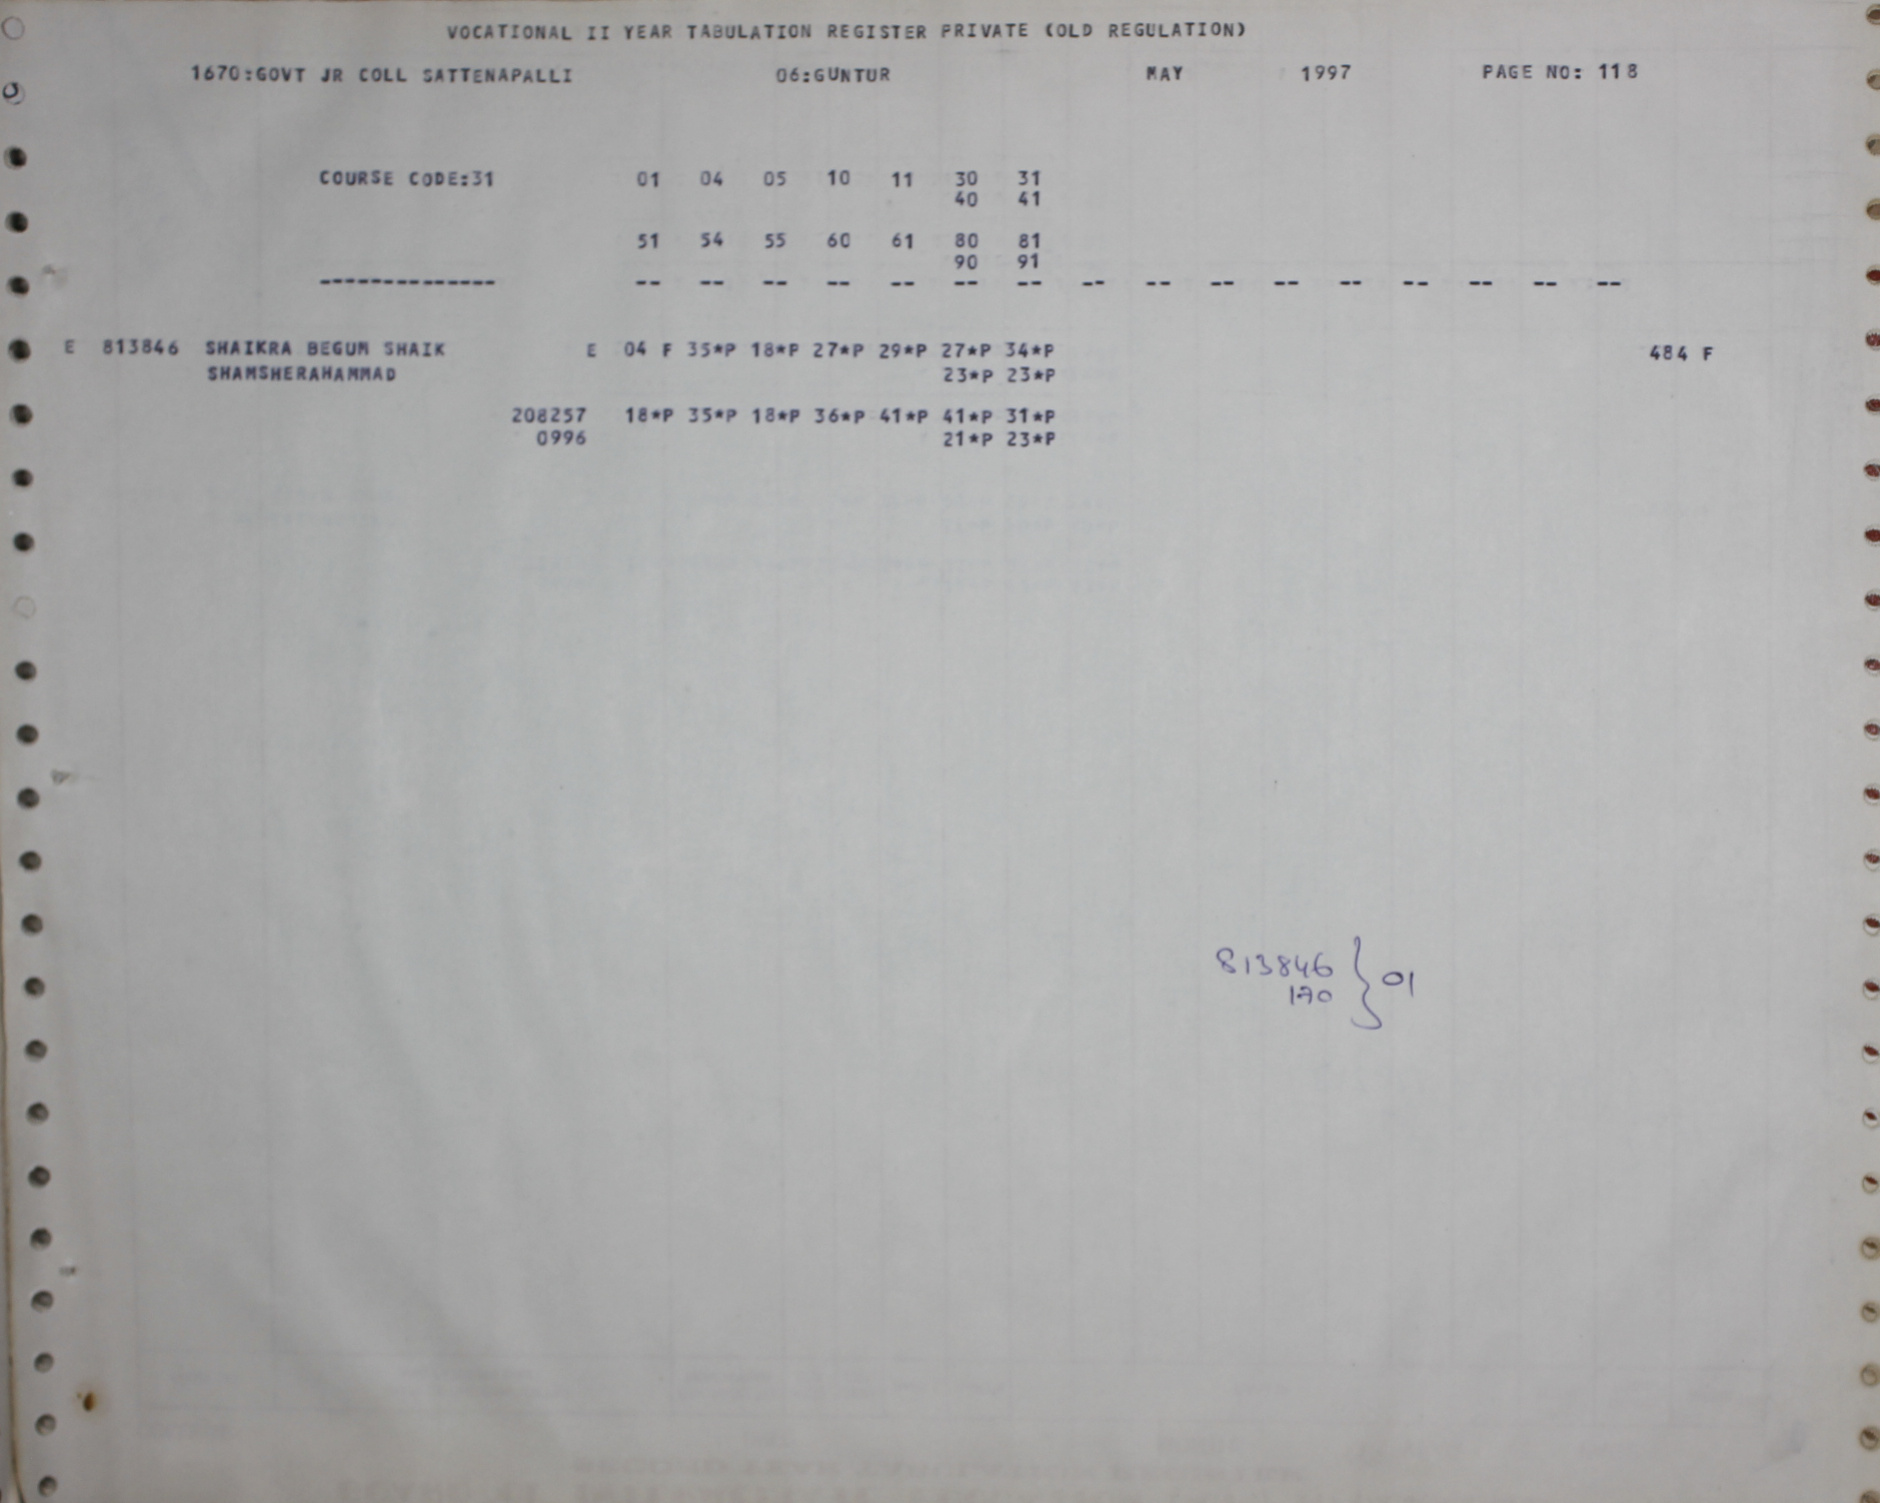 VOCATIONAL II YEAR TABULATION REGISTER PRIVATE (OLD REGULATION)
1670:GOVT JR COLL SATTENAPALLI 06:GUNTUR MAY 1997 PAGE NO: 118
COURSE CODE:31 01 04 05 10 11 30 31
40 41
51 54 55 60 61 80 81
90 91
-------------- -- -- -- -- -- -- -- -- -- -- -- -- -- -- -- --
E 813846 SHAIKRA BEGUM SHAIK E 04 F 35*P 18*P 27*P 29*P 27*P 34*P 484 F
SHAMSHERAHAMMAD 23*P 23*P
208257 18*P 35*P 18*P 36*P 41*P 41*P 31*P
0996 21*P 23*P
813846 } 01
170